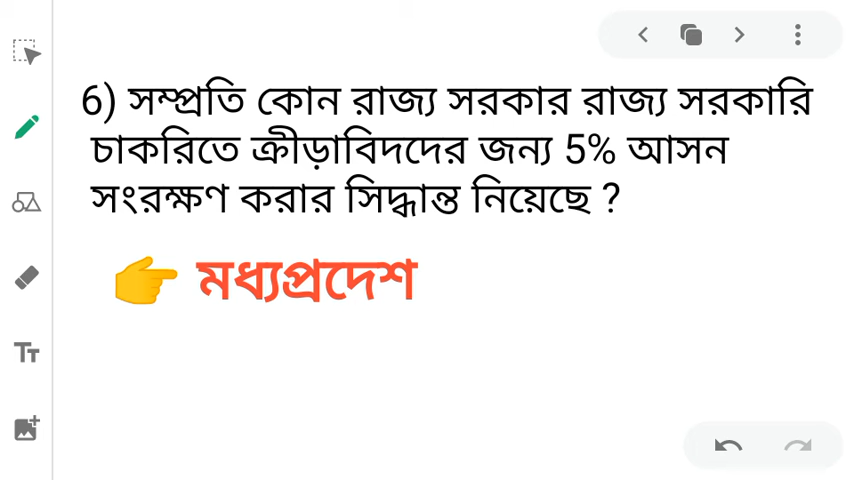 6) সম্প্রতি কোন রাজ্য সরকার রাজ্য সরকারি
চাকরিতে ক্রীড়াবিদদের জন্য 5% আসন
সংরক্ষণ করার সিদ্ধান্ত নিয়েছে ?
👉 মধ্যপ্রদেশ